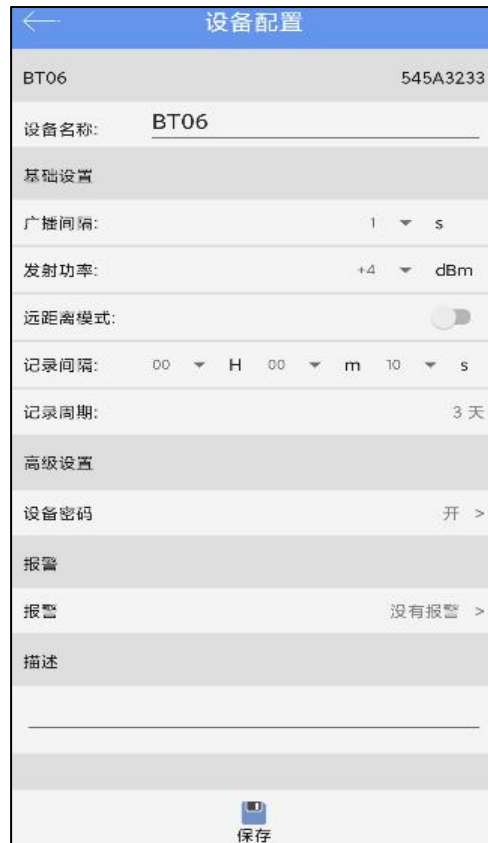 设备配置
BT06 545A3233
设备名称: BT06
基础设置
广播间隔: 1 s
发射功率: +4 dBm
远距离模式:
记录间隔: 00 H 00 m 10 s
记录周期: 3 天
高级设置
设备密码 开 >
报警
报警 没有报警 >
描述
保存